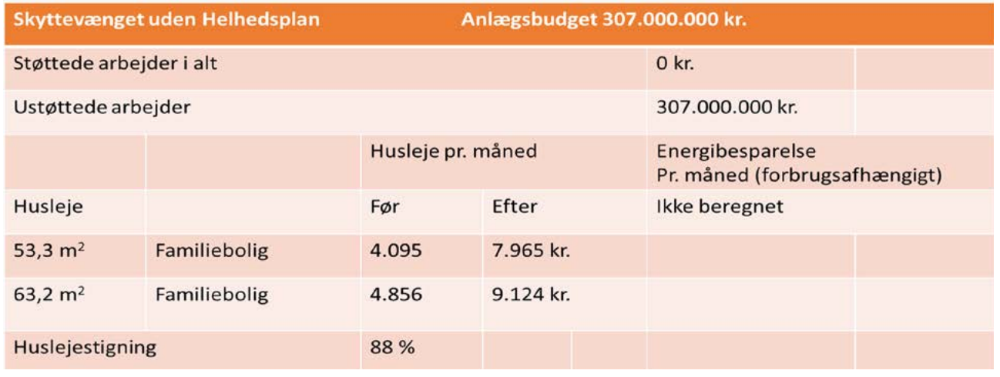 Skyttevænget uden Helhedsplan Anlægsbudget 307.000.000 kr.
Støttede arbejder i alt 0 kr.
Ustøttede arbejder 307.000.000 kr.
Husleje pr. måned Energibesparelse
Pr. måned (forbrugsafhængigt)
Husleje Før Efter Ikke beregnet
53,3 m² Familiebolig 4.095 7.965 kr.
63,2 m² Familiebolig 4.856 9.124 kr.
Huslejestigning 88 %